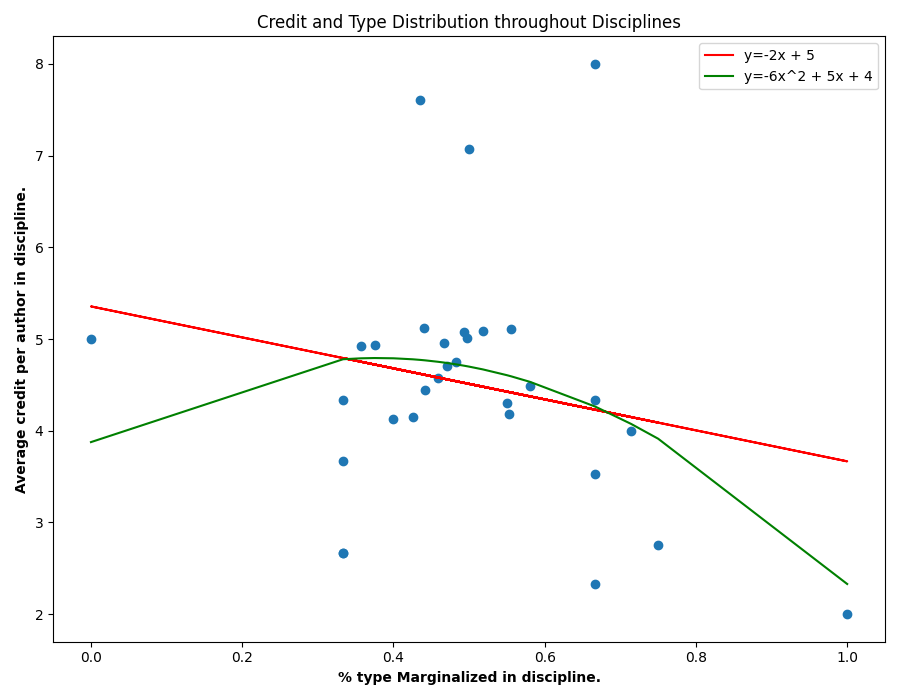 Credit and Type Distribution throughout Disciplines
y=-2x + 5
y=-6x^2 + 5x + 4
8
7
6
5
4
3
2
Average credit per author in discipline.
0.0 0.2 0.4 0.6 0.8 1.0
% type Marginalized in discipline.